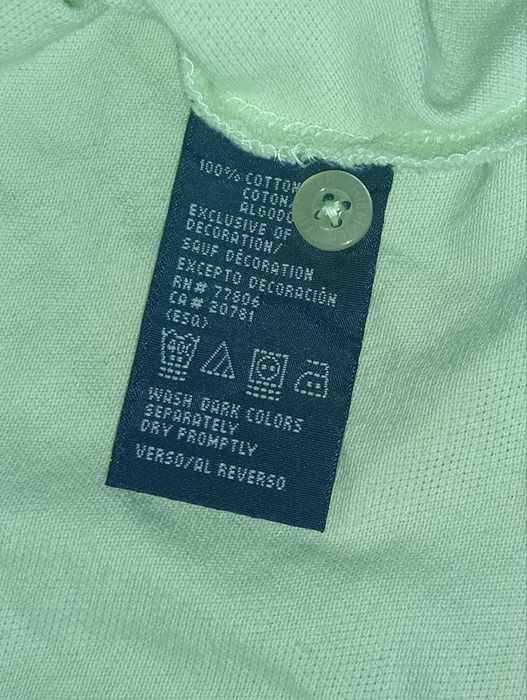 100% COTTON
COTON
ALGODO
EXCLUSIVE OF
DECORATION/
SAUF DÉCORATION
EXCEPTO DECORACIÓN
RN# 77806
CA# 20781
(ESQ)
40C
WASH DARK COLORS
SEPARATELY
DRY PROMPTLY
VERSO/AL REVERSO